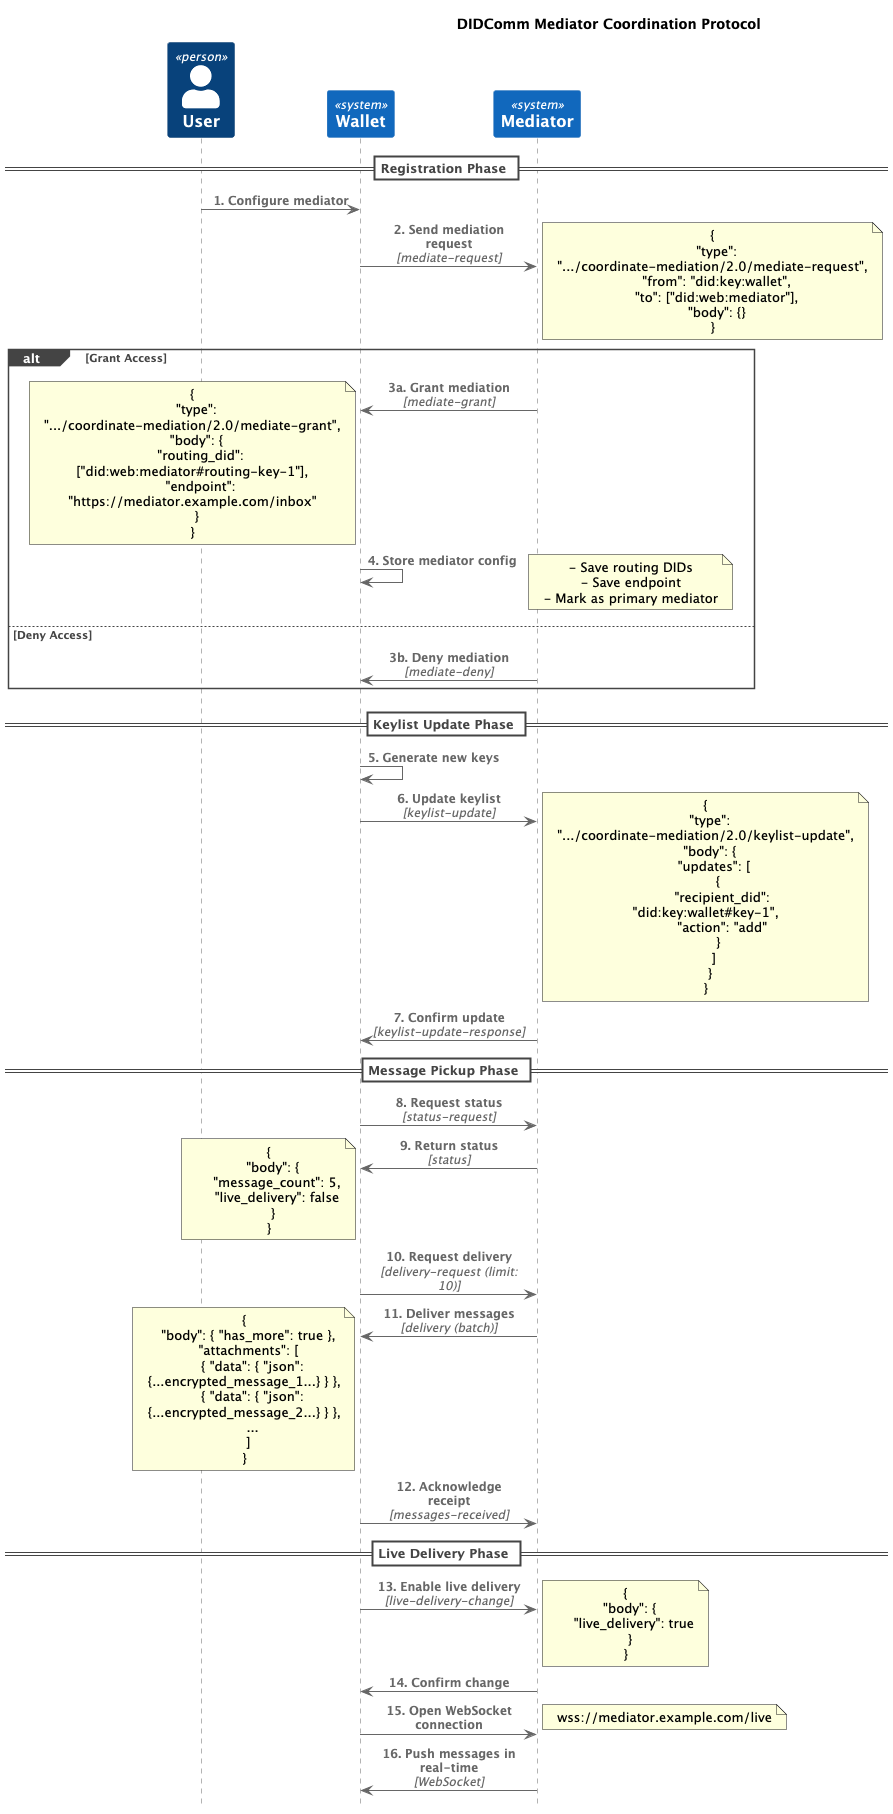 DIDComm Mediator Coordination Protocol
«person»
User
«system»
Wallet
«system»
Mediator
Registration Phase
1. Configure mediator
2. Send mediation
request
[mediate-request]
{
"type":
".../coordinate-mediation/2.0/mediate-request",
"from": "did:key:wallet",
"to": ["did:web:mediator"],
"body": {}
}
alt
[Grant Access]
3a. Grant mediation
[mediate-grant]
{
"type":
".../coordinate-mediation/2.0/mediate-grant",
"body": {
"routing_did":
["did:web:mediator#routing-key-1"],
"endpoint":
"https://mediator.example.com/inbox"
}
}
4. Store mediator config
- Save routing DIDs
- Save endpoint
- Mark as primary mediator
[Deny Access]
3b. Deny mediation
[mediate-deny]
Keylist Update Phase
5. Generate new keys
6. Update keylist
[keylist-update]
{
"type":
".../coordinate-mediation/2.0/keylist-update",
"body": {
"updates": [
{
"recipient_did":
"did:key:wallet#key-1",
"action": "add"
}
]
}
}
7. Confirm update
[keylist-update-response]
Message Pickup Phase
8. Request status
[status-request]
9. Return status
[status]
{
"body": {
"message_count": 5,
"live_delivery": false
}
}
10. Request delivery
[delivery-request (limit:
10)]
11. Deliver messages
[delivery (batch)]
{
"body": { "has_more": true },
"attachments": [
{ "data": { "json":
{...encrypted_message_1...} } },
{ "data": { "json":
{...encrypted_message_2...} } },
...
]
}
12. Acknowledge
receipt
[messages-received]
Live Delivery Phase
13. Enable live delivery
[live-delivery-change]
{
"body": {
"live_delivery": true
}
}
14. Confirm change
15. Open WebSocket
connection
wss://mediator.example.com/live
16. Push messages in
real-time
[WebSocket]